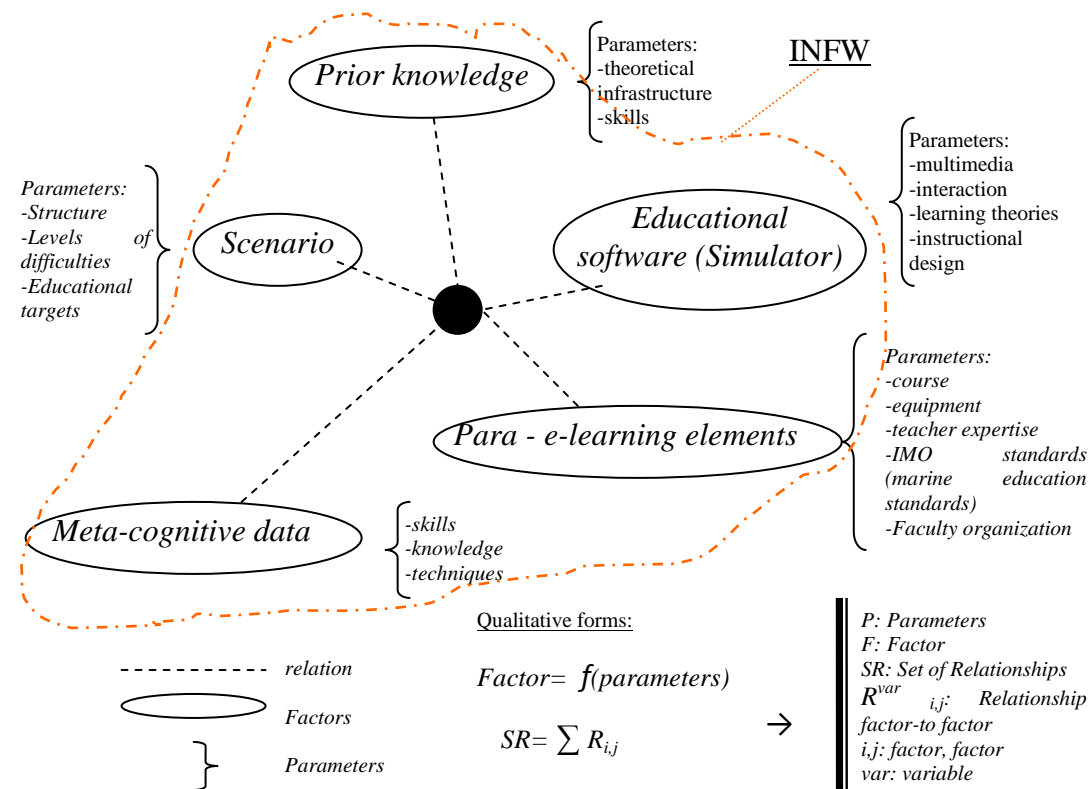 Prior knowledge
Parameters:
-theoretical
infrastructure
-skills
INFW
Parameters:
-multimedia
-interaction
-learning theories
-instructional
design
Parameters:
-Structure
-Levels of
difficulties
-Educational
targets
Scenario
Educational
software (Simulator)
Parameters:
-course
-equipment
-teacher expertise
-IMO standards
(marine education
standards)
-Faculty organization
Para - e-learning elements
Meta-cognitive data
-skills
-knowledge
-techniques
relation
Factors
Parameters
Qualitative forms:
Factor= f(parameters)
SR= ∑ R i,j
→
P: Parameters
F: Factor
SR: Set of Relationships
R^var i,j: Relationship
factor-to factor
i,j: factor, factor
var: variable